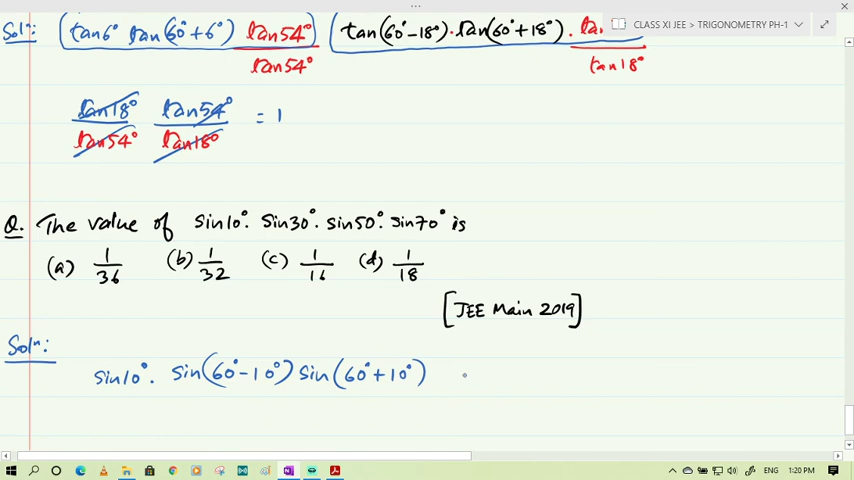 CLASS XI JEE > TRIGONOMETRY PH-1
Solⁿ: tan6° tan(60°+6°) tan54° tan(60°-18°)·tan(60°+18°)·
tan54° tan18°
tan18° tan54° = 1
tan54° tan18°
Q. The value of sin10°. sin30°. sin50°. sin70° is
(a) 1/36 (b) 1/32 (c) 1/16 (d) 1/18
[JEE Main 2019]
Solⁿ:
sin10°. sin(60°-10°) sin(60°+10°)
ENG 1:20 PM